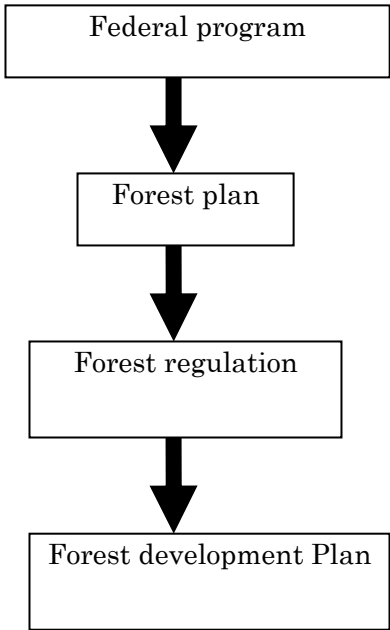 Federal program
Forest plan
Forest regulation
Forest development Plan